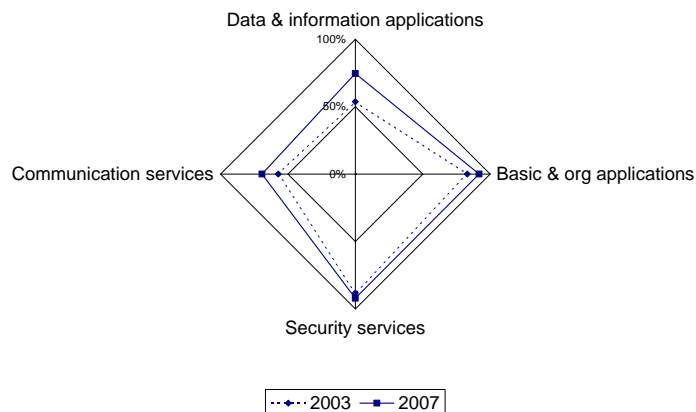 Data & information applications
100%
50%
Communication services
0%
Basic & org applications
Security services
2003 2007